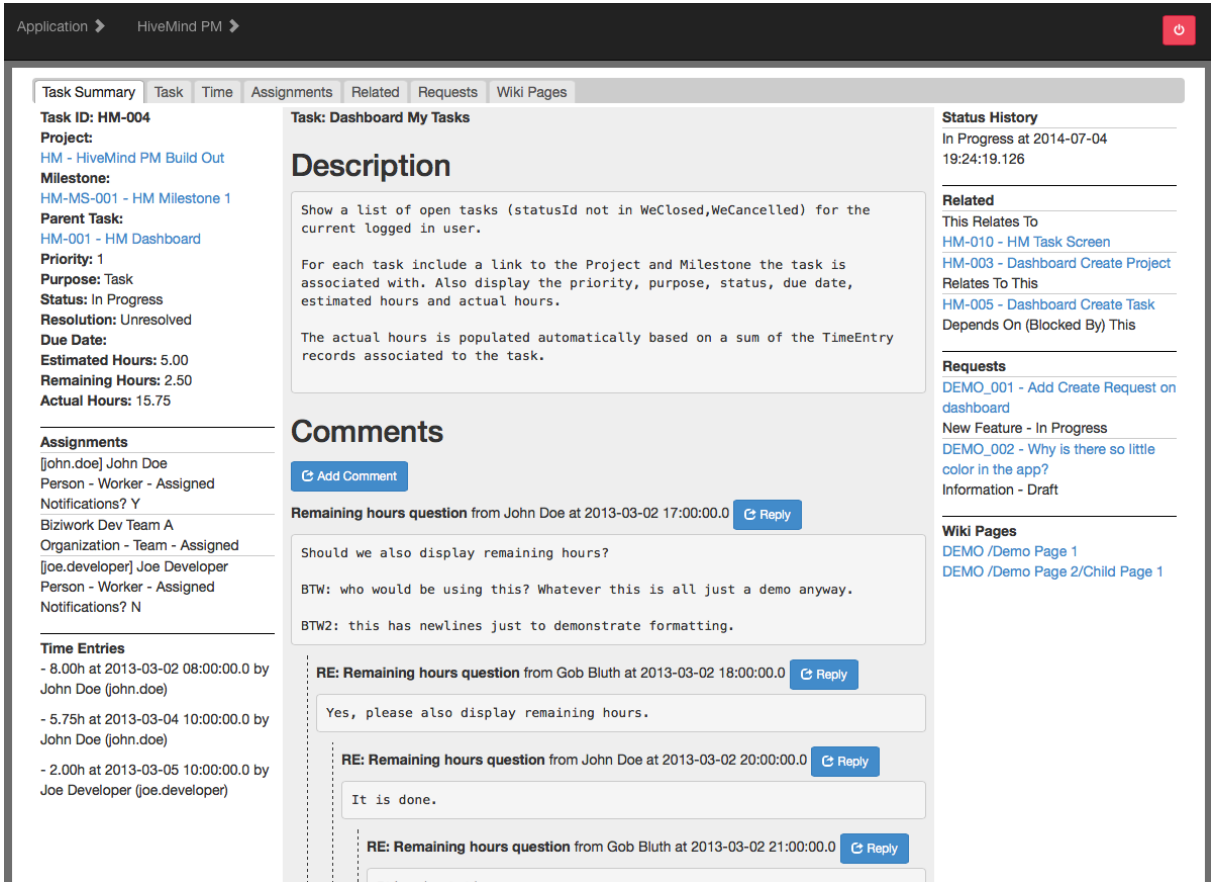 Application
HiveMind PM
Task Summary
Task
Time
Assignments
Related
Requests
Wiki Pages
Task ID: HM-004
Project:
HM - HiveMind PM Build Out
Milestone:
HM-MS-001 - HM Milestone 1
Parent Task:
HM-001 - HM Dashboard
Priority: 1
Purpose: Task
Status: In Progress
Resolution: Unresolved
Due Date:
Estimated Hours: 5.00
Remaining Hours: 2.50
Actual Hours: 15.75
Assignments
[john.doe] John Doe
Person - Worker - Assigned
Notifications? Y
Biziwork Dev Team A
Organization - Team - Assigned
[joe.developer] Joe Developer
Person - Worker - Assigned
Notifications? N
Time Entries
- 8.00h at 2013-03-02 08:00:00.0 by
John Doe (john.doe)
- 5.75h at 2013-03-04 10:00:00.0 by
John Doe (john.doe)
- 2.00h at 2013-03-05 10:00:00.0 by
Joe Developer (joe.developer)
Task: Dashboard My Tasks
Description
Show a list of open tasks (statusId not in WeClosed,WeCancelled) for the
current logged in user.
For each task include a link to the Project and Milestone the task is
associated with. Also display the priority, purpose, status, due date,
estimated hours and actual hours.
The actual hours is populated automatically based on a sum of the TimeEntry
records associated to the task.
Comments
Add Comment
Remaining hours question from John Doe at 2013-03-02 17:00:00.0 Reply
Should we also display remaining hours?
BTW: who would be using this? Whatever this is all just a demo anyway.
BTW2: this has newlines just to demonstrate formatting.
RE: Remaining hours question from Gob Bluth at 2013-03-02 18:00:00.0 Reply
Yes, please also display remaining hours.
RE: Remaining hours question from John Doe at 2013-03-02 20:00:00.0 Reply
It is done.
RE: Remaining hours question from Gob Bluth at 2013-03-02 21:00:00.0 Reply
Status History
In Progress at 2014-07-04
19:24:19.126
Related
This Relates To
HM-010 - HM Task Screen
HM-003 - Dashboard Create Project
Relates To This
HM-005 - Dashboard Create Task
Depends On (Blocked By) This
Requests
DEMO_001 - Add Create Request on
dashboard
New Feature - In Progress
DEMO_002 - Why is there so little
color in the app?
Information - Draft
Wiki Pages
DEMO /Demo Page 1
DEMO /Demo Page 2/Child Page 1